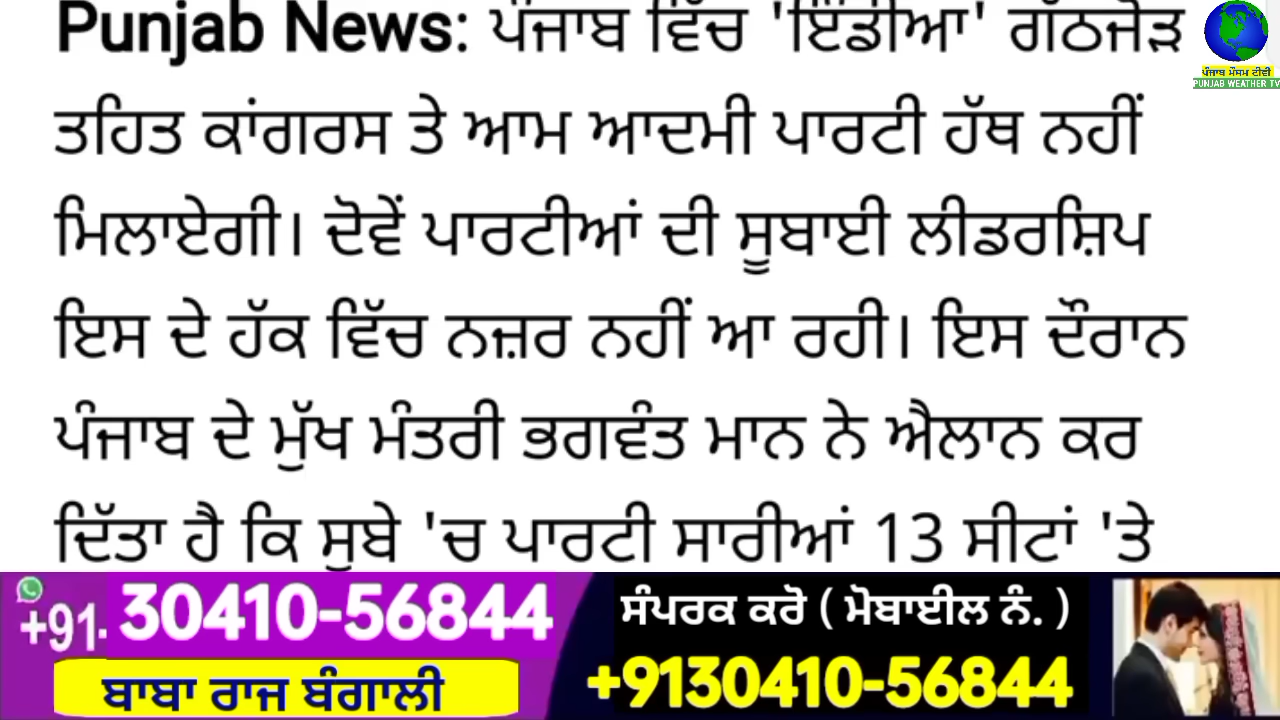 Punjab News: ਪੰਜਾਬ ਵਿੱਚ 'ਇੰਡੀਆ' ਗੱਠਜੋੜ
ਤਹਿਤ ਕਾਂਗਰਸ ਤੇ ਆਮ ਆਦਮੀ ਪਾਰਟੀ ਹੱਥ ਨਹੀਂ
ਮਿਲਾਏਗੀ। ਦੋਵੇਂ ਪਾਰਟੀਆਂ ਦੀ ਸੂਬਾਈ ਲੀਡਰਸ਼ਿਪ
ਇਸ ਦੇ ਹੱਕ ਵਿੱਚ ਨਜ਼ਰ ਨਹੀਂ ਆ ਰਹੀ। ਇਸ ਦੌਰਾਨ
ਪੰਜਾਬ ਦੇ ਮੁੱਖ ਮੰਤਰੀ ਭਗਵੰਤ ਮਾਨ ਨੇ ਐਲਾਨ ਕਰ
ਦਿੱਤਾ ਹੈ ਕਿ ਸੂਬੇ 'ਚ ਪਾਰਟੀ ਸਾਰੀਆਂ 13 ਸੀਟਾਂ 'ਤੇ
ਪੰਜਾਬ ਮੌਸਮ ਟੀਵੀ
PUNJAB WEATHER TV
+91- 30410-56844
ਬਾਬਾ ਰਾਜ ਬੰਗਾਲੀ
ਸੰਪਰਕ ਕਰੋ ( ਮੋਬਾਈਲ ਨੰ. )
+9130410-56844